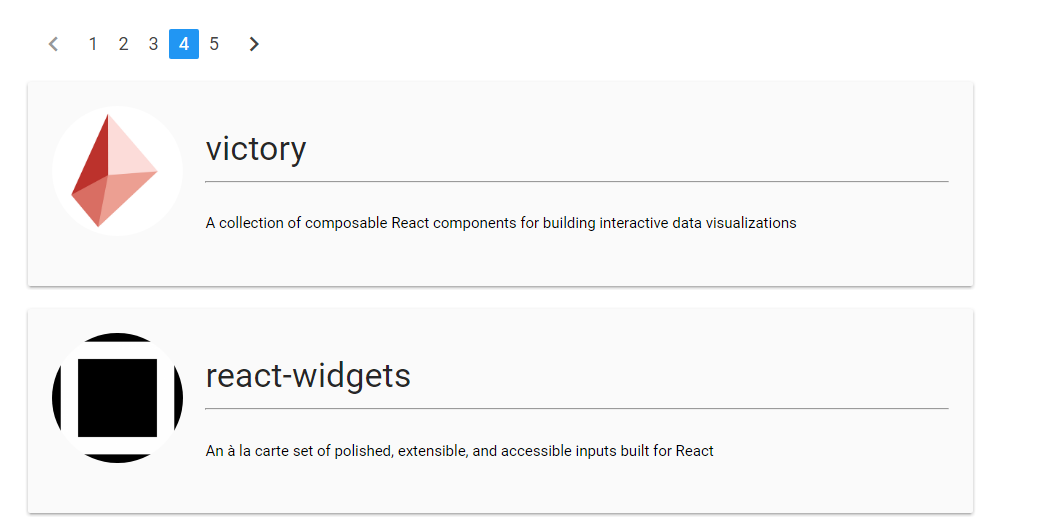 1 2 3 4 5
victory
A collection of composable React components for building interactive data visualizations
react-widgets
An à la carte set of polished, extensible, and accessible inputs built for React